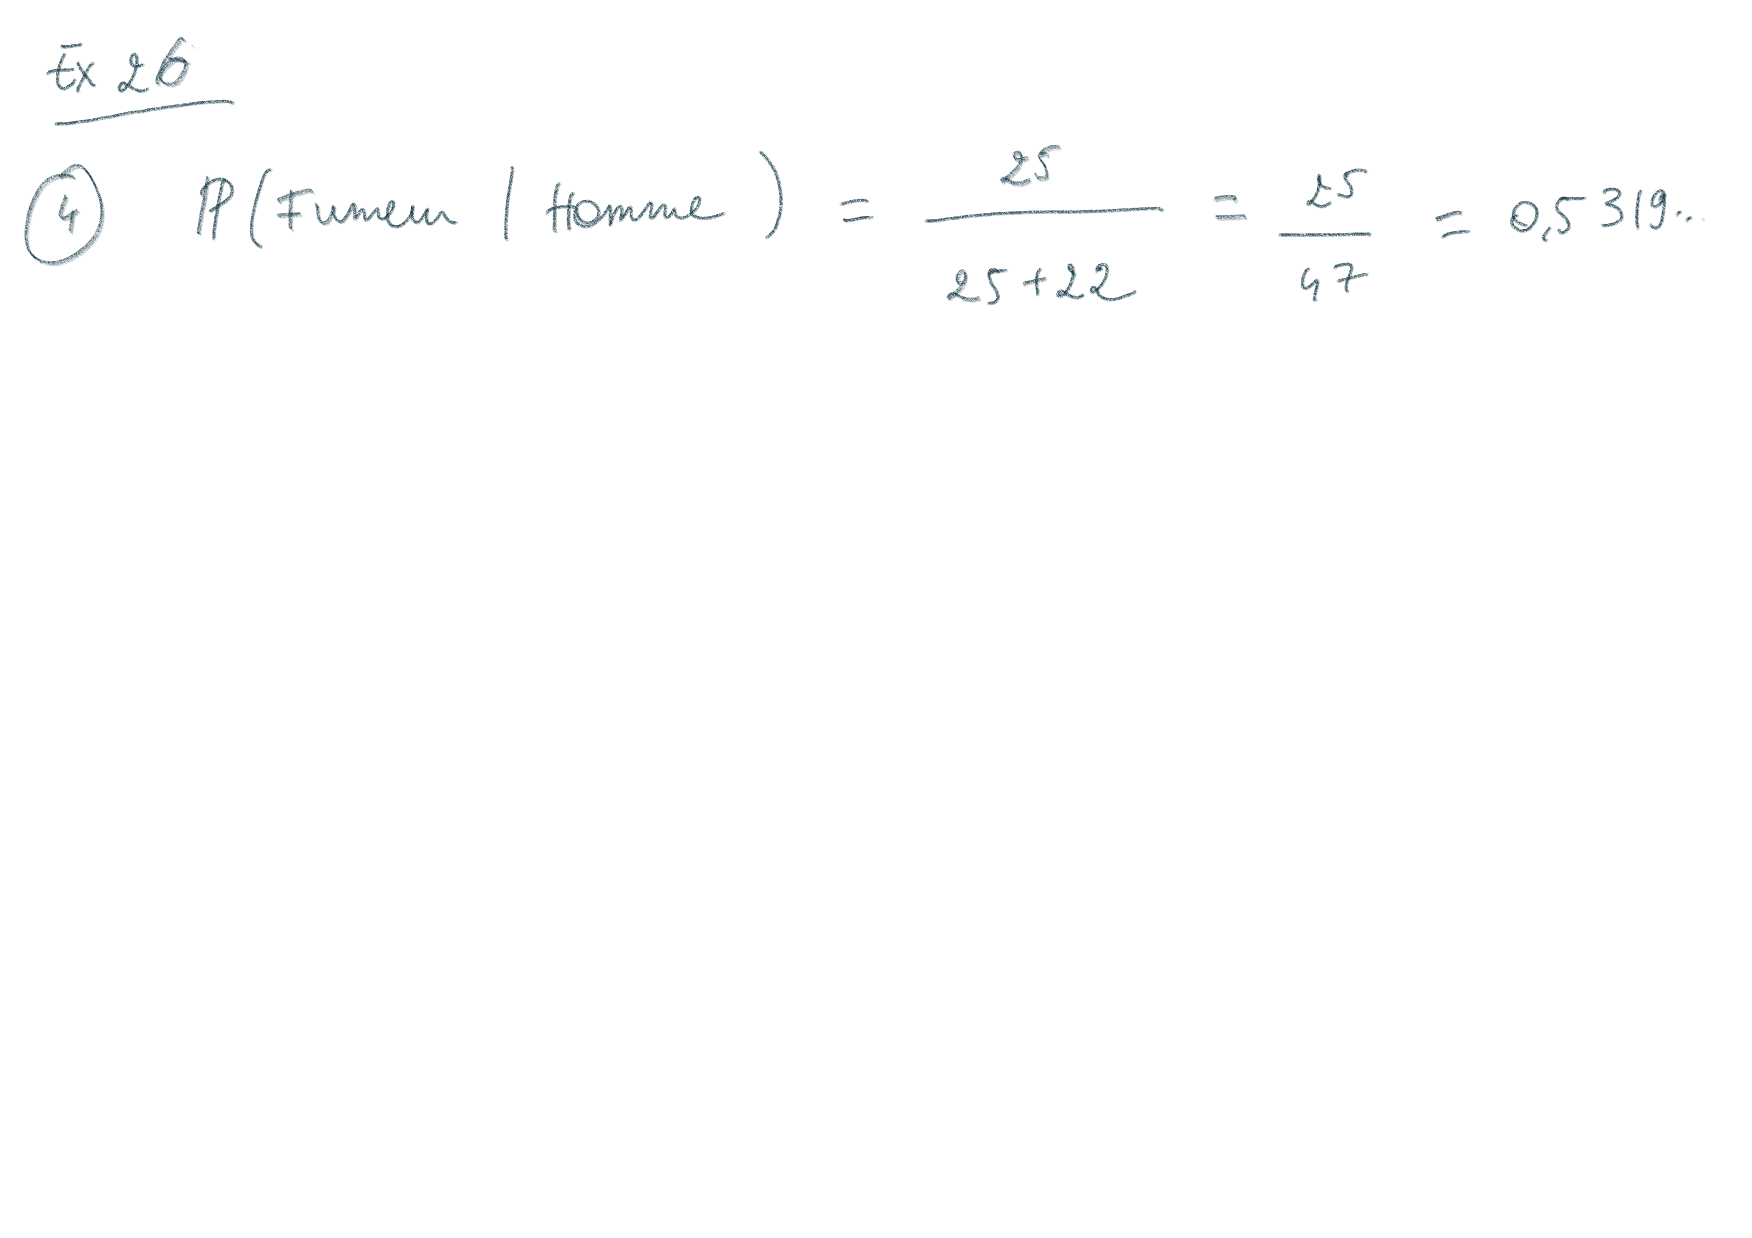 Ex 26
④ ℙ(Fumeur | Homme) = 25/(25+22) = 25/47 = 0,5319..